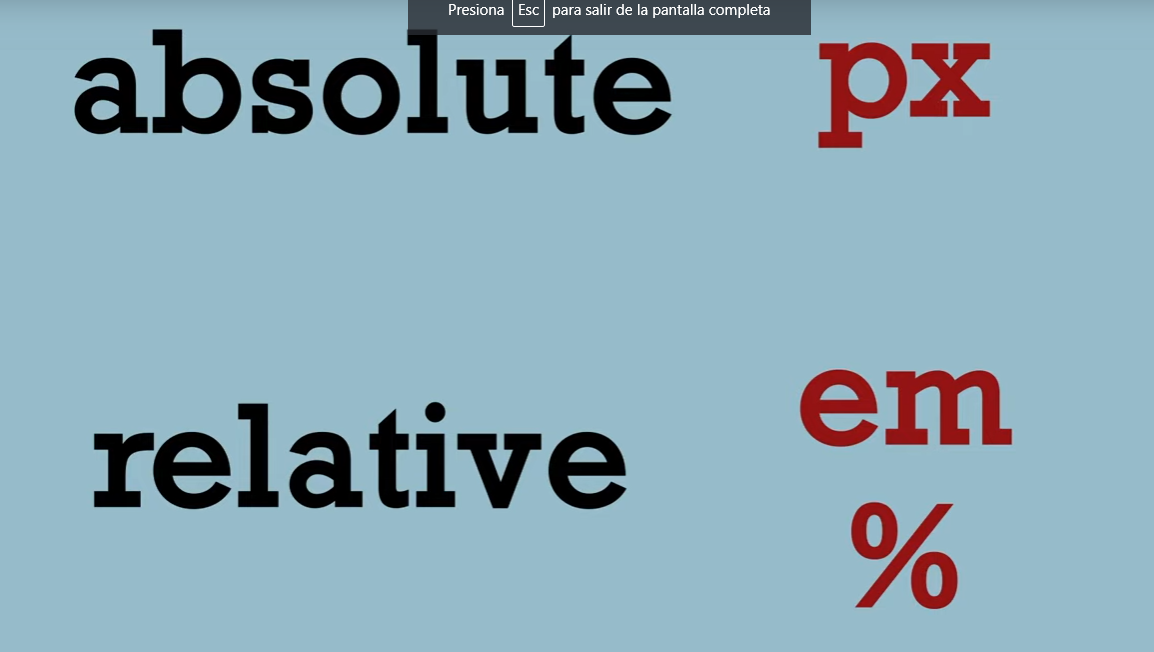 Presiona Esc para salir de la pantalla completa
absolute px
relative em
%